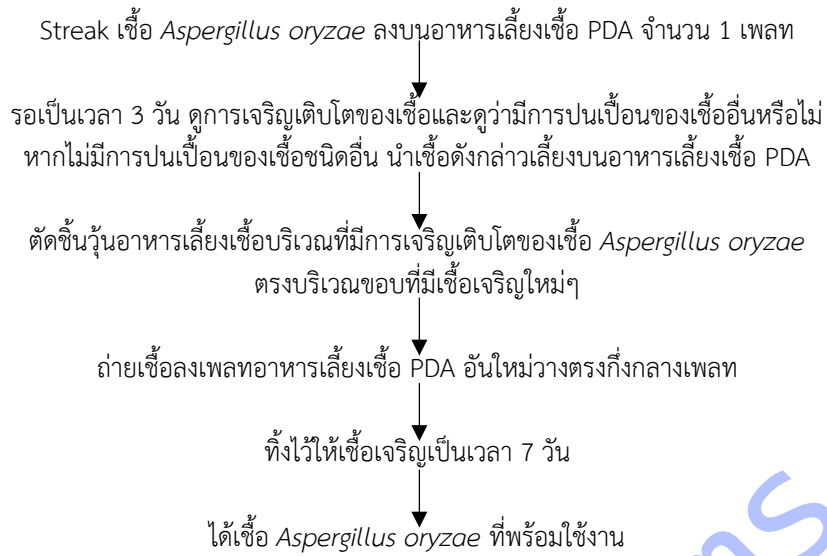 Streak เชื้อ Aspergillus oryzae ลงบนอาหารเลี้ยงเชื้อ PDA จำนวน 1 เพลท
รอเป็นเวลา 3 วัน ดูการเจริญเติบโตของเชื้อและดูว่ามีการปนเปื้อนของเชื้ออื่นหรือไม่
หากไม่มีการปนเปื้อนของเชื้อชนิดอื่น นำเชื้อดังกล่าวเลี้ยงบนอาหารเลี้ยงเชื้อ PDA
ตัดชิ้นวุ้นอาหารเลี้ยงเชื้อบริเวณที่มีการเจริญเติบโตของเชื้อ Aspergillus oryzae
ตรงบริเวณขอบที่มีเชื้อเจริญใหม่ๆ
ถ่ายเชื้อลงเพลทอาหารเลี้ยงเชื้อ PDA อันใหม่วางตรงกึ่งกลางเพลท
ทิ้งไว้ให้เชื้อเจริญเป็นเวลา 7 วัน
ได้เชื้อ Aspergillus oryzae ที่พร้อมใช้งาน